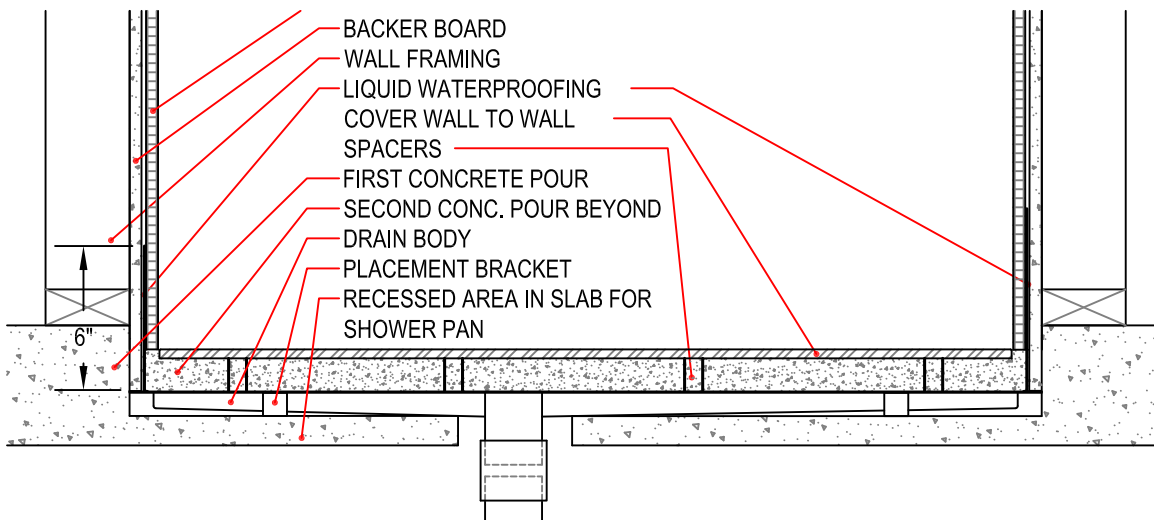 BACKER BOARD
WALL FRAMING
LIQUID WATERPROOFING
COVER WALL TO WALL
SPACERS
FIRST CONCRETE POUR
SECOND CONC. POUR BEYOND
DRAIN BODY
PLACEMENT BRACKET
RECESSED AREA IN SLAB FOR
SHOWER PAN
6"